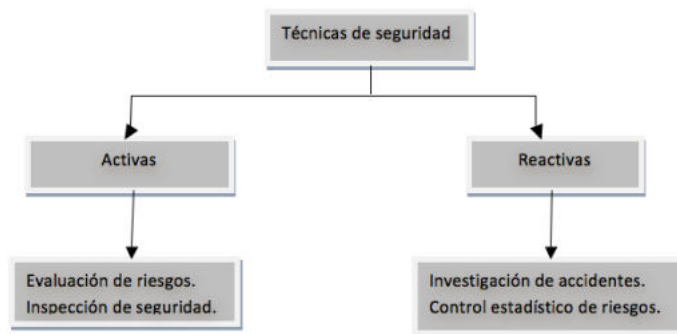 Técnicas de seguridad
Activas
Reactivas
Evaluación de riesgos.
Inspección de seguridad.
Investigación de accidentes.
Control estadístico de riesgos.